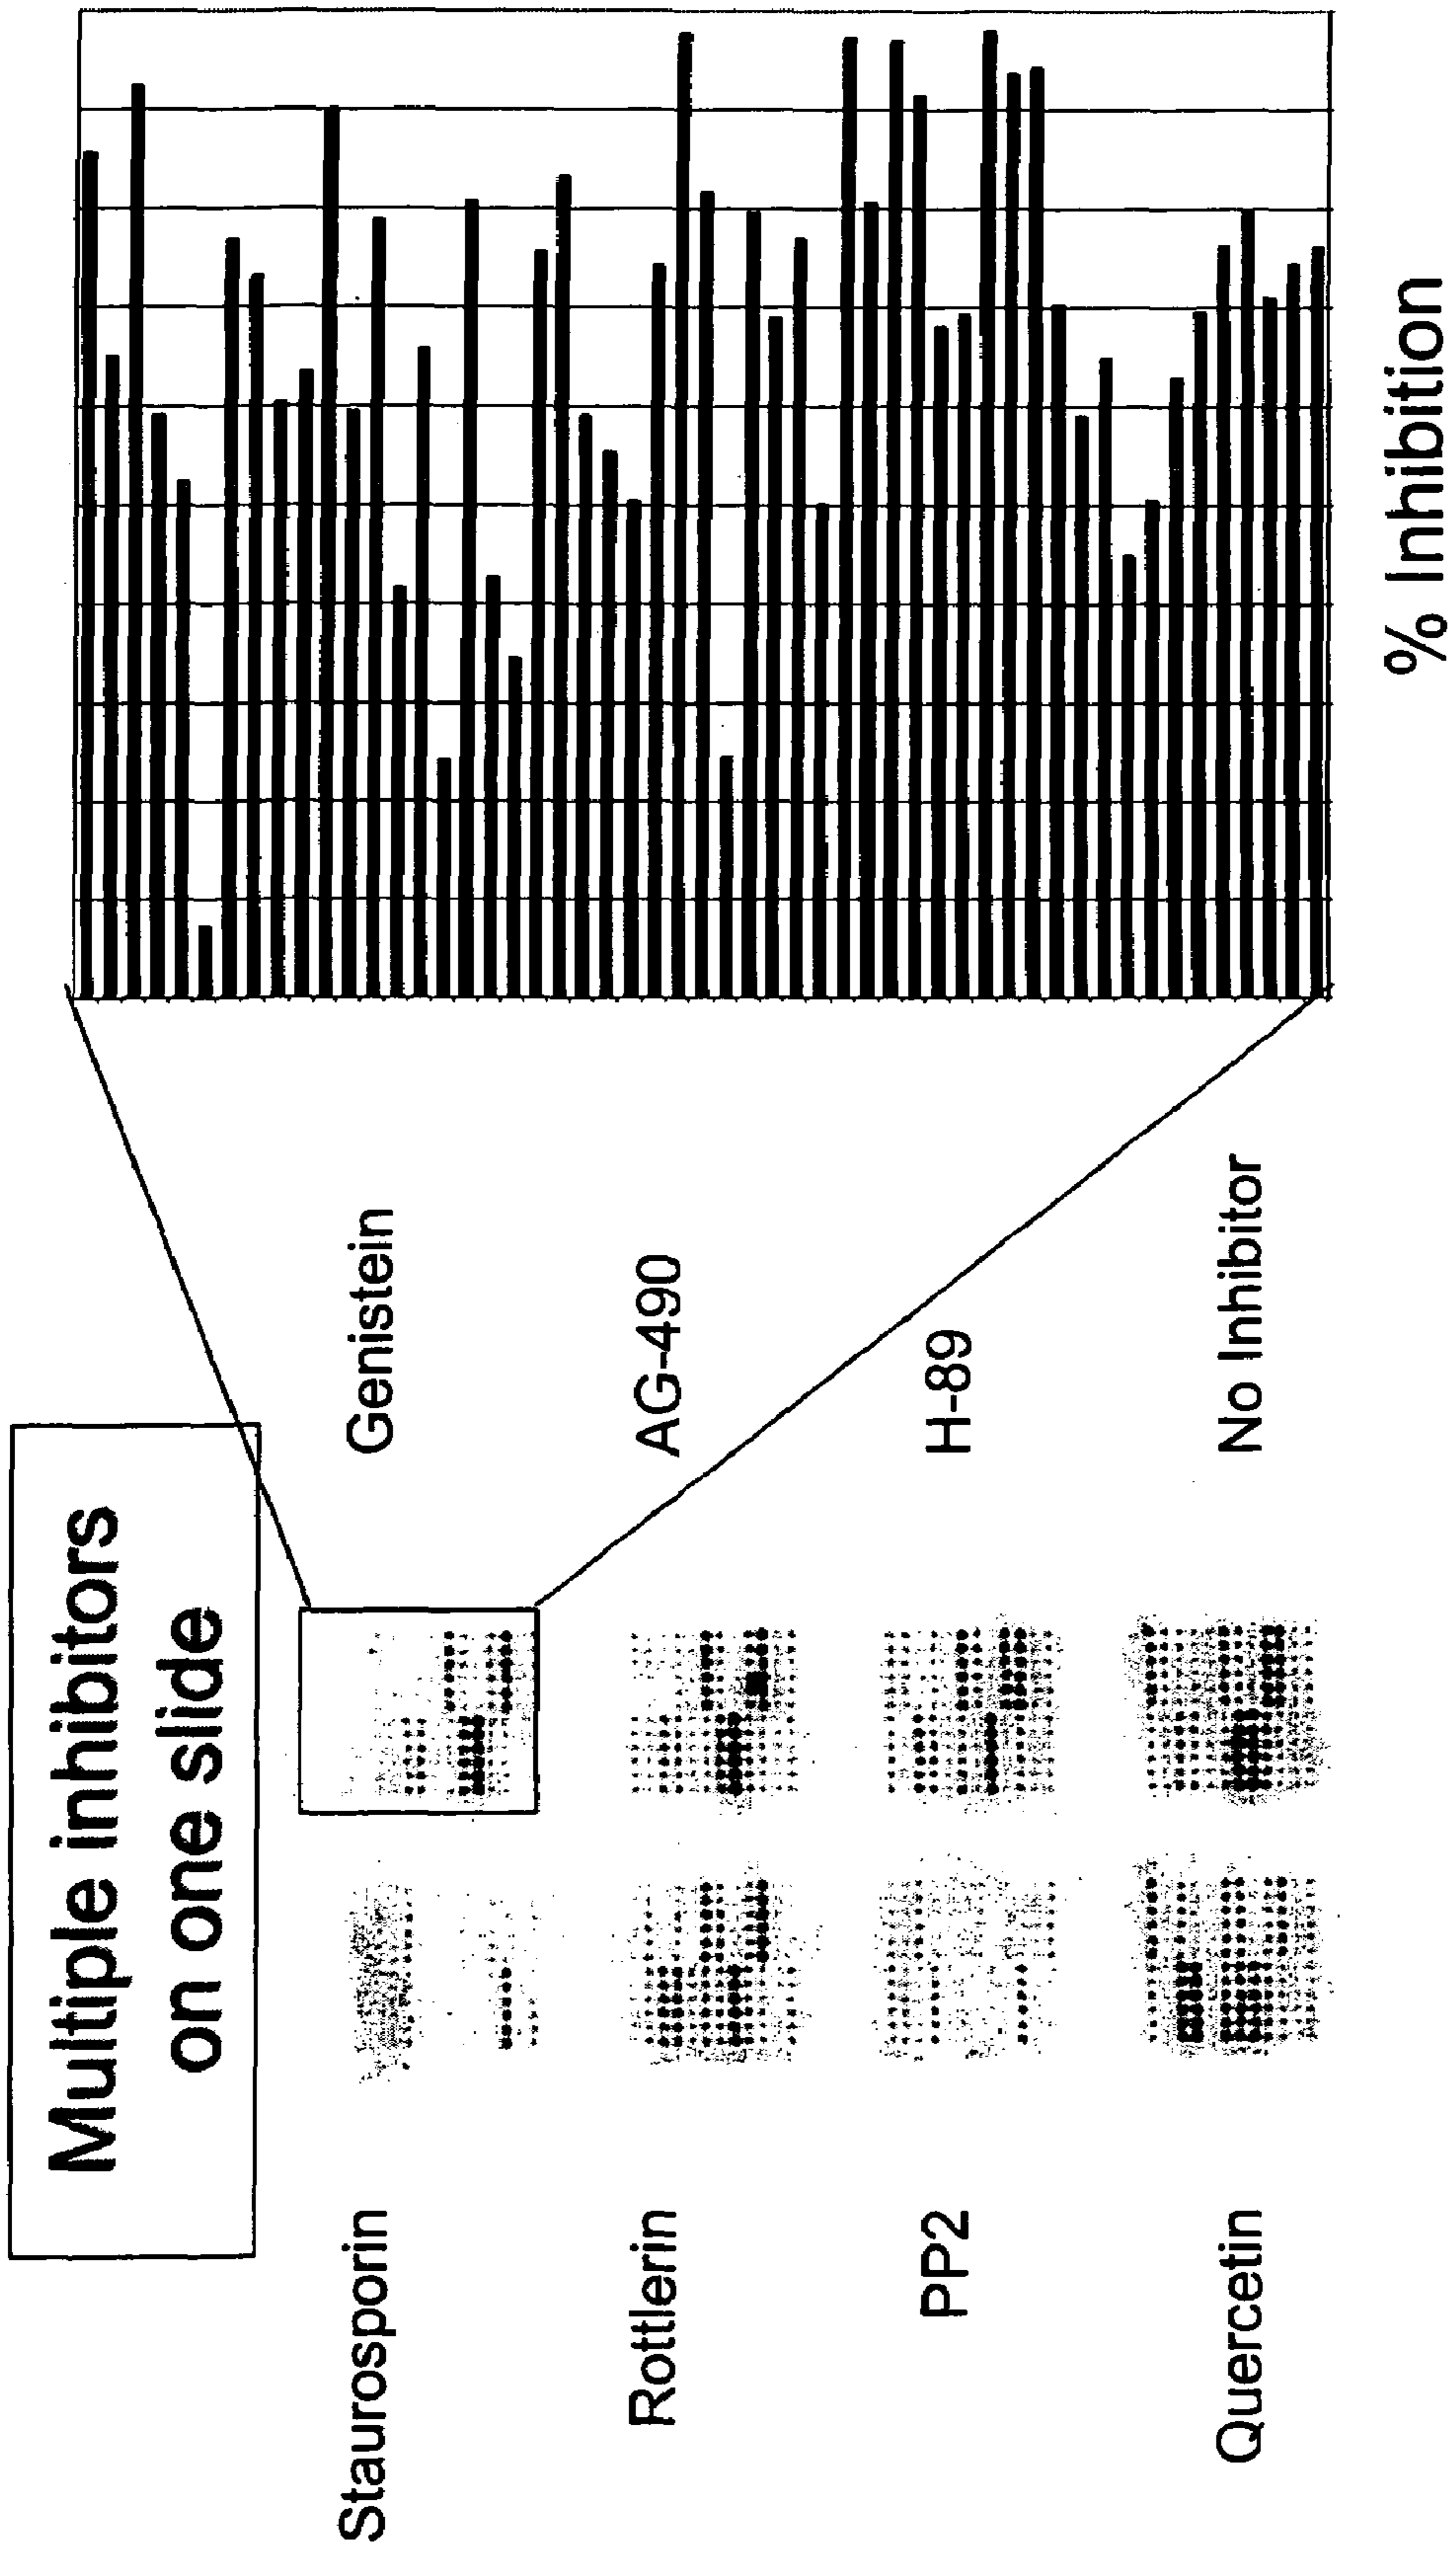 Multiple inhibitors
on one slide
Staurosporin
Genistein
Rottlerin
AG-490
PP2
H-89
Quercetin
No Inhibitor
% Inhibition